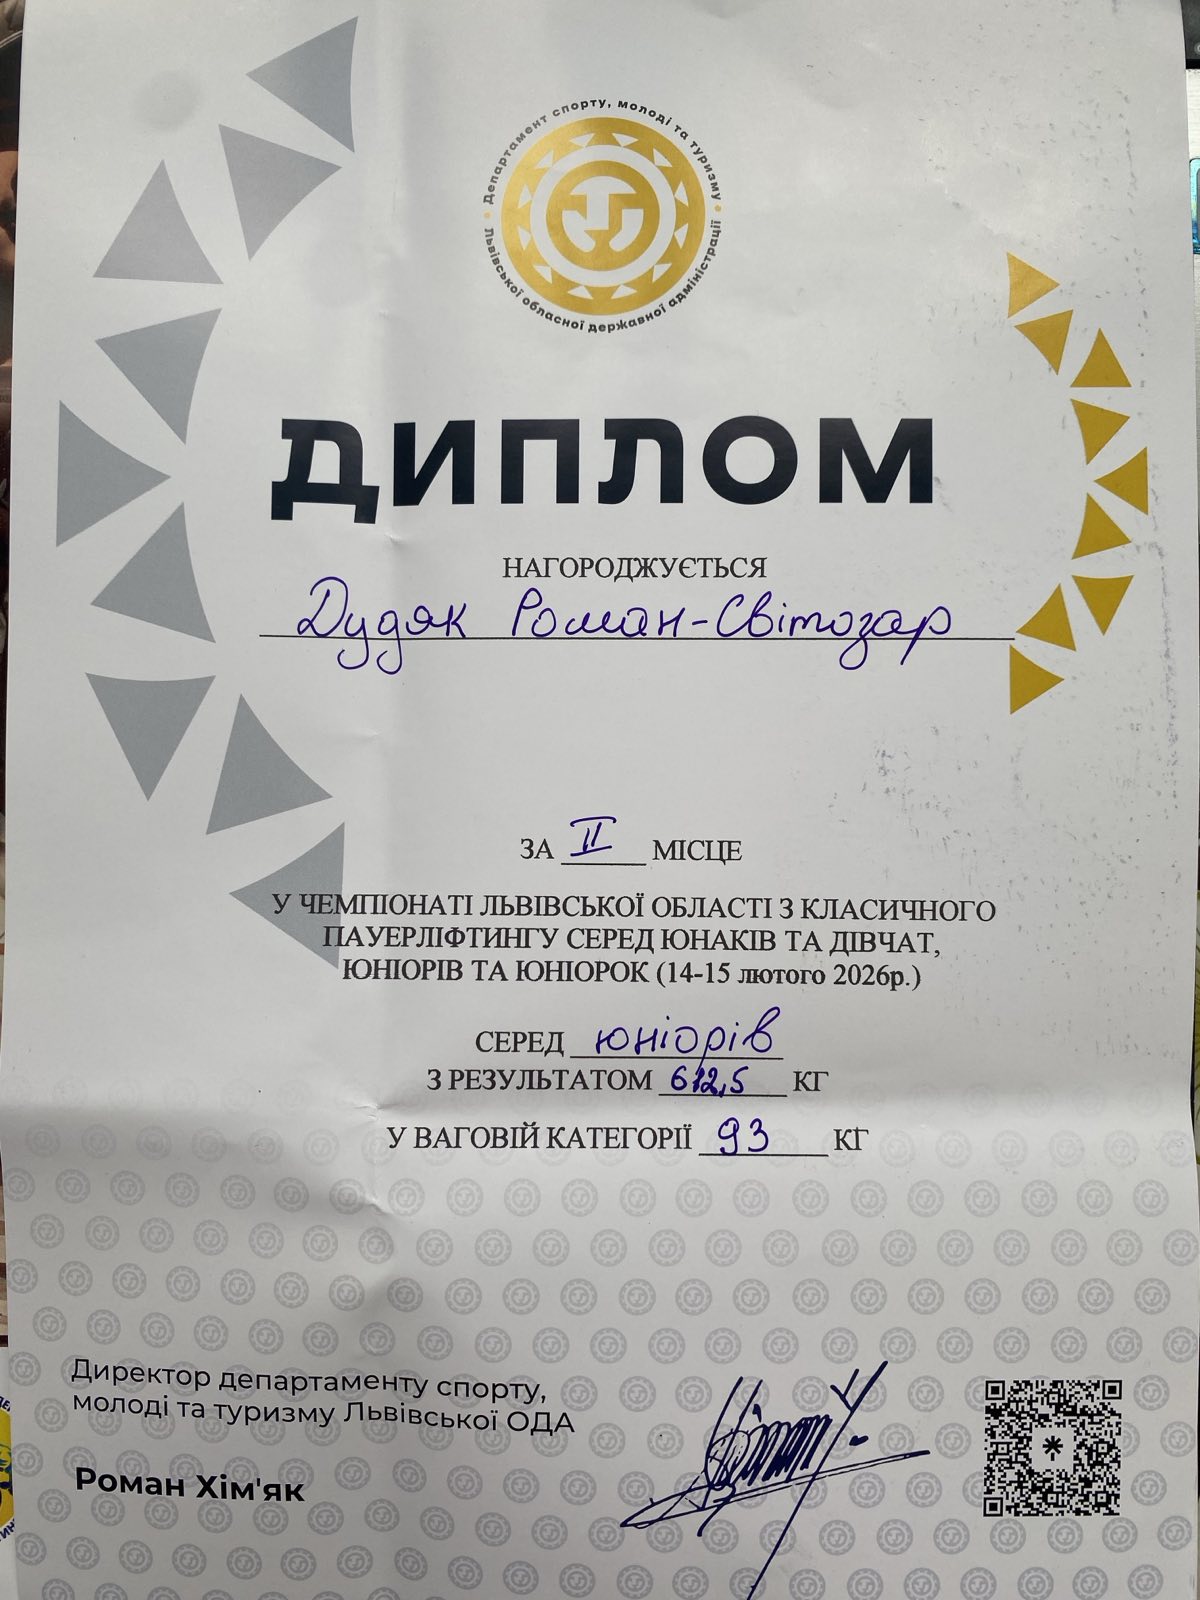 Департамент спорту, молоді та туризму
Львівської обласної державної адміністрації
ДИПЛОМ
НАГОРОДЖУЄТЬСЯ
Дудяк Роман-Світозар
ЗА II МІСЦЕ
У ЧЕМПІОНАТІ ЛЬВІВСЬКОЇ ОБЛАСТІ З КЛАСИЧНОГО
ПАУЕРЛІФТИНГУ СЕРЕД ЮНАКІВ ТА ДІВЧАТ,
ЮНІОРІВ ТА ЮНІОРОК (14-15 лютого 2026р.)
СЕРЕД юніорів
З РЕЗУЛЬТАТОМ 612,5 КГ
У ВАГОВІЙ КАТЕГОРІЇ 93 КГ
Директор департаменту спорту,
молоді та туризму Львівської ОДА
Роман Хім'як